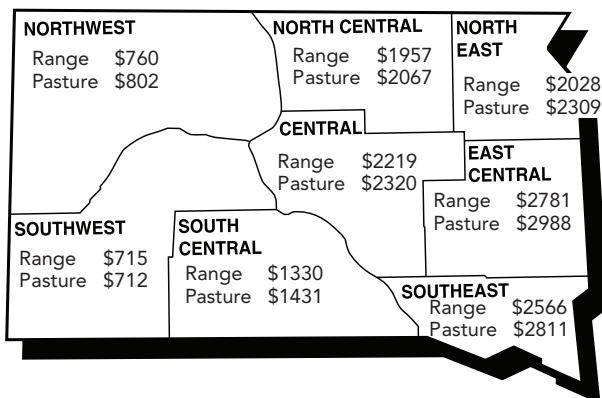 NORTHWEST
Range $760
Pasture $802
NORTH CENTRAL
Range $1957
Pasture $2067
NORTH
EAST
Range $2028
Pasture $2309
CENTRAL
Range $2219
Pasture $2320
EAST
CENTRAL
Range $2781
Pasture $2988
SOUTHWEST
Range $715
Pasture $712
SOUTH
CENTRAL
Range $1330
Pasture $1431
SOUTHEAST
Range $2566
Pasture $2811